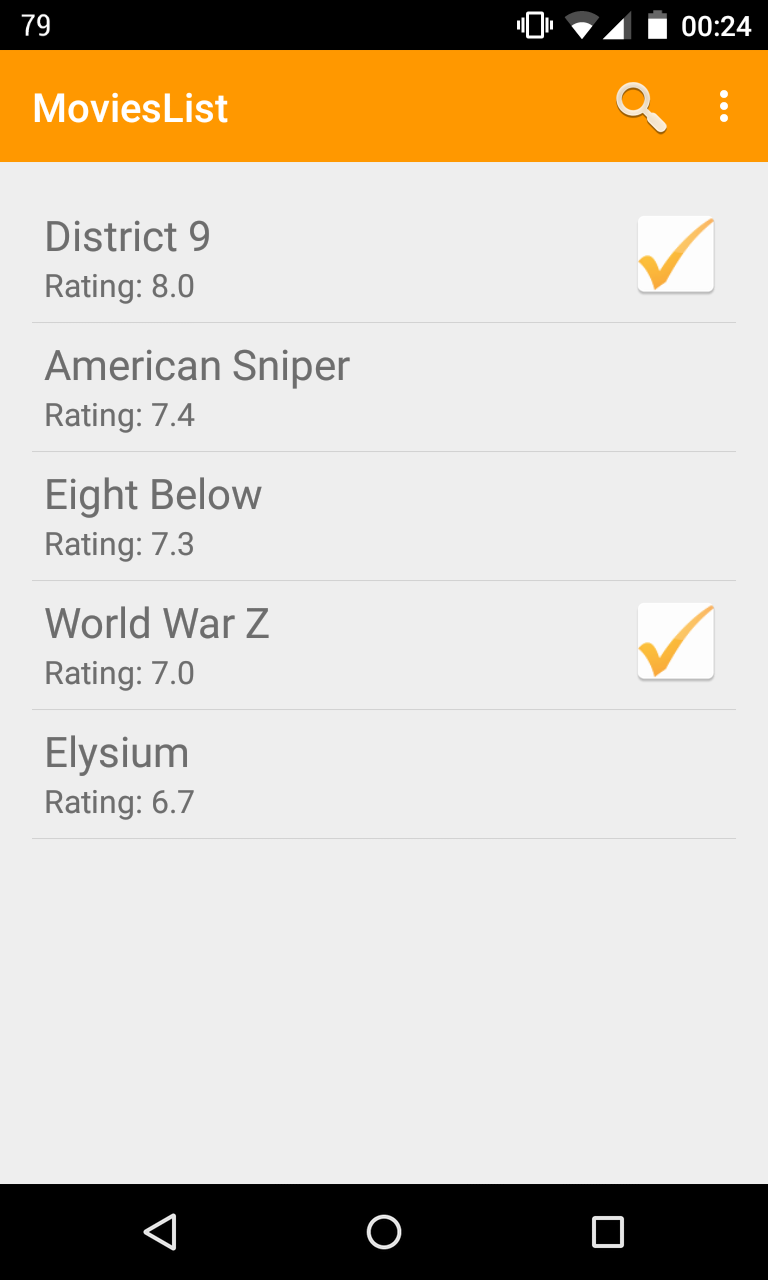 79
00:24
MoviesList
District 9
Rating: 8.0
American Sniper
Rating: 7.4
Eight Below
Rating: 7.3
World War Z
Rating: 7.0
Elysium
Rating: 6.7